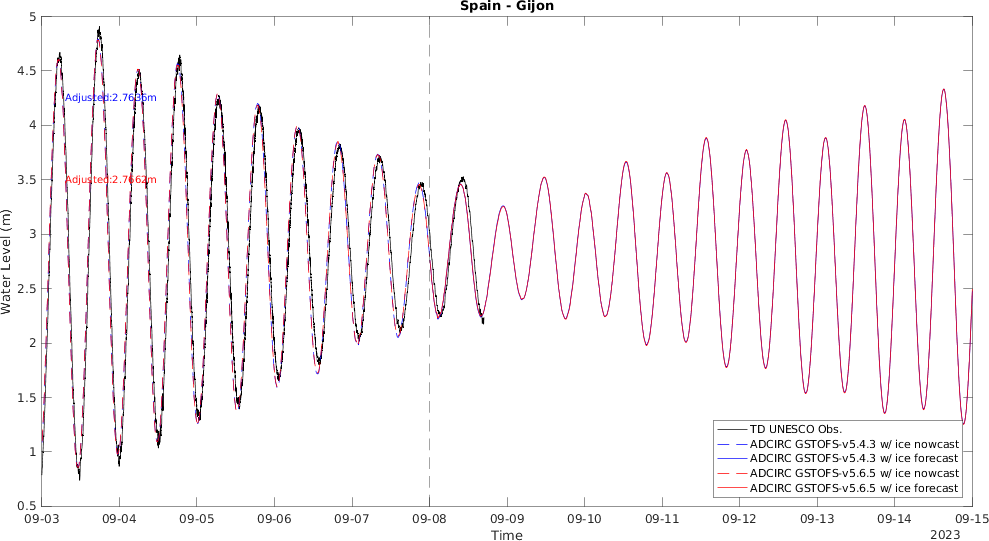 Spain - Gijon
5
4.5
4
3.5
3
2.5
2
1.5
1
0.5
Water Level (m)
Adjusted:2.7636m
Adjusted:2.7662m
TD UNESCO Obs.
ADCIRC GSTOFS-v5.4.3 w/ ice nowcast
ADCIRC GSTOFS-v5.4.3 w/ ice forecast
ADCIRC GSTOFS-v5.6.5 w/ ice nowcast
ADCIRC GSTOFS-v5.6.5 w/ ice forecast
09-03 09-04 09-05 09-06 09-07 09-08 09-09 09-10 09-11 09-12 09-13 09-14 09-15
Time
2023